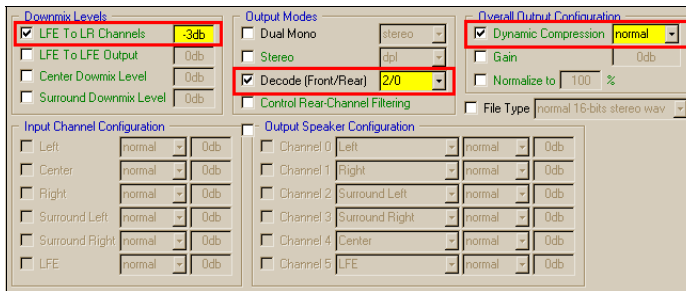 Downmix Levels
LFE To LR Channels -3db
LFE To LFE Output 0db
Center Dowmix Level 0db
Surround Downmix Level 0db
Output Modes
Dual Mono stereo
Stereo dpl
Decode (Front/Rear) 2/0
Control Rear-Channel Filtering
Overall Output Configuration
Dynamic Compression normal
Gain 0db
Normalize to 100 %
File Type normal 16-bits stereo wav
Input Channel Configuration
Left normal 0db
Center normal 0db
Right normal 0db
Surround Left normal 0db
Surround Right normal 0db
LFE normal 0db
Output Speaker Configuration
Channel 0 Left normal 0db
Channel 1 Right normal 0db
Channel 2 Surround Left normal 0db
Channel 3 Surround Right normal 0db
Channel 4 Center normal 0db
Channel 5 LFE normal 0db